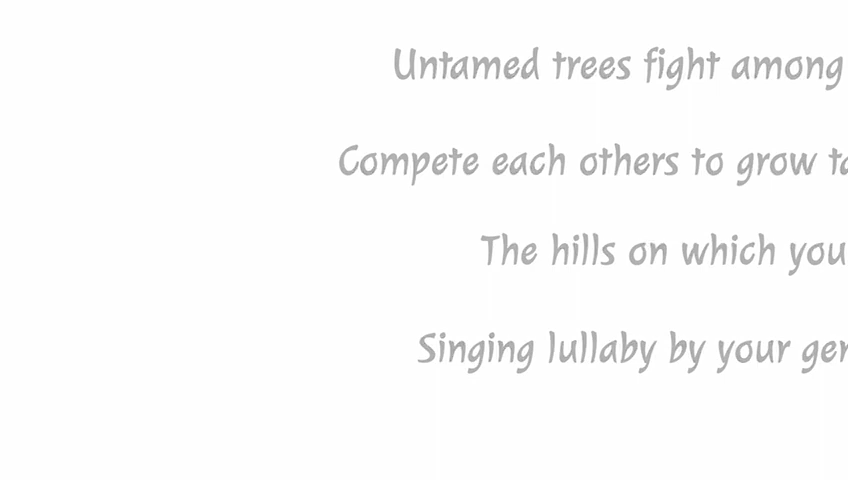 Untamed trees fight among
Compete each others to grow
The hills on which you
Singing lullaby by your